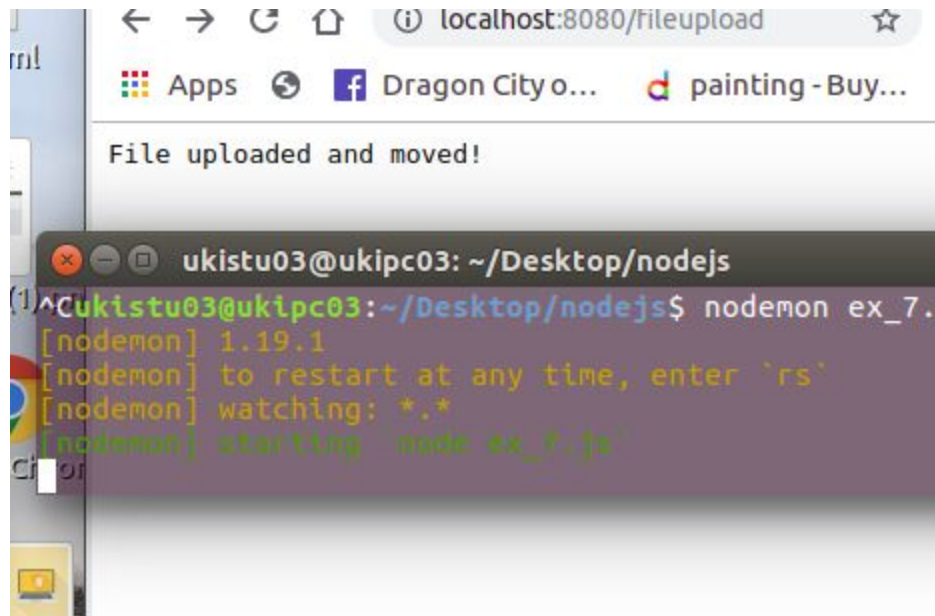 localhost:8080/fileupload
ml
Apps Dragon City o... painting - Buy...
File uploaded and moved!
ukistu03@ukipc03: ~/Desktop/nodejs
(1)
^Cukistu03@ukipc03:~/Desktop/nodejs$ nodemon ex_7.
[nodemon] 1.19.1
[nodemon] to restart at any time, enter `rs`
[nodemon] watching: *.*
[nodemon] starting `node ex_7.js`